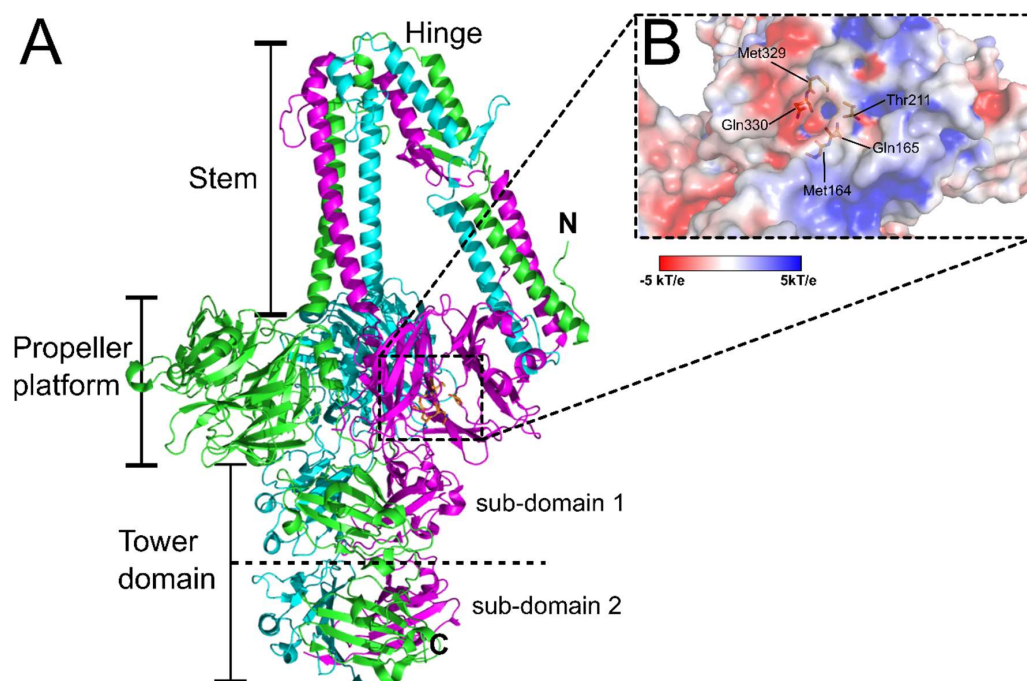 A
Hinge
Stem
N
Propeller
platform
Tower
domain
sub-domain 1
sub-domain 2
C
B
Met329
Thr211
Gln330
Gln165
Met164
-5 kT/e
5kT/e